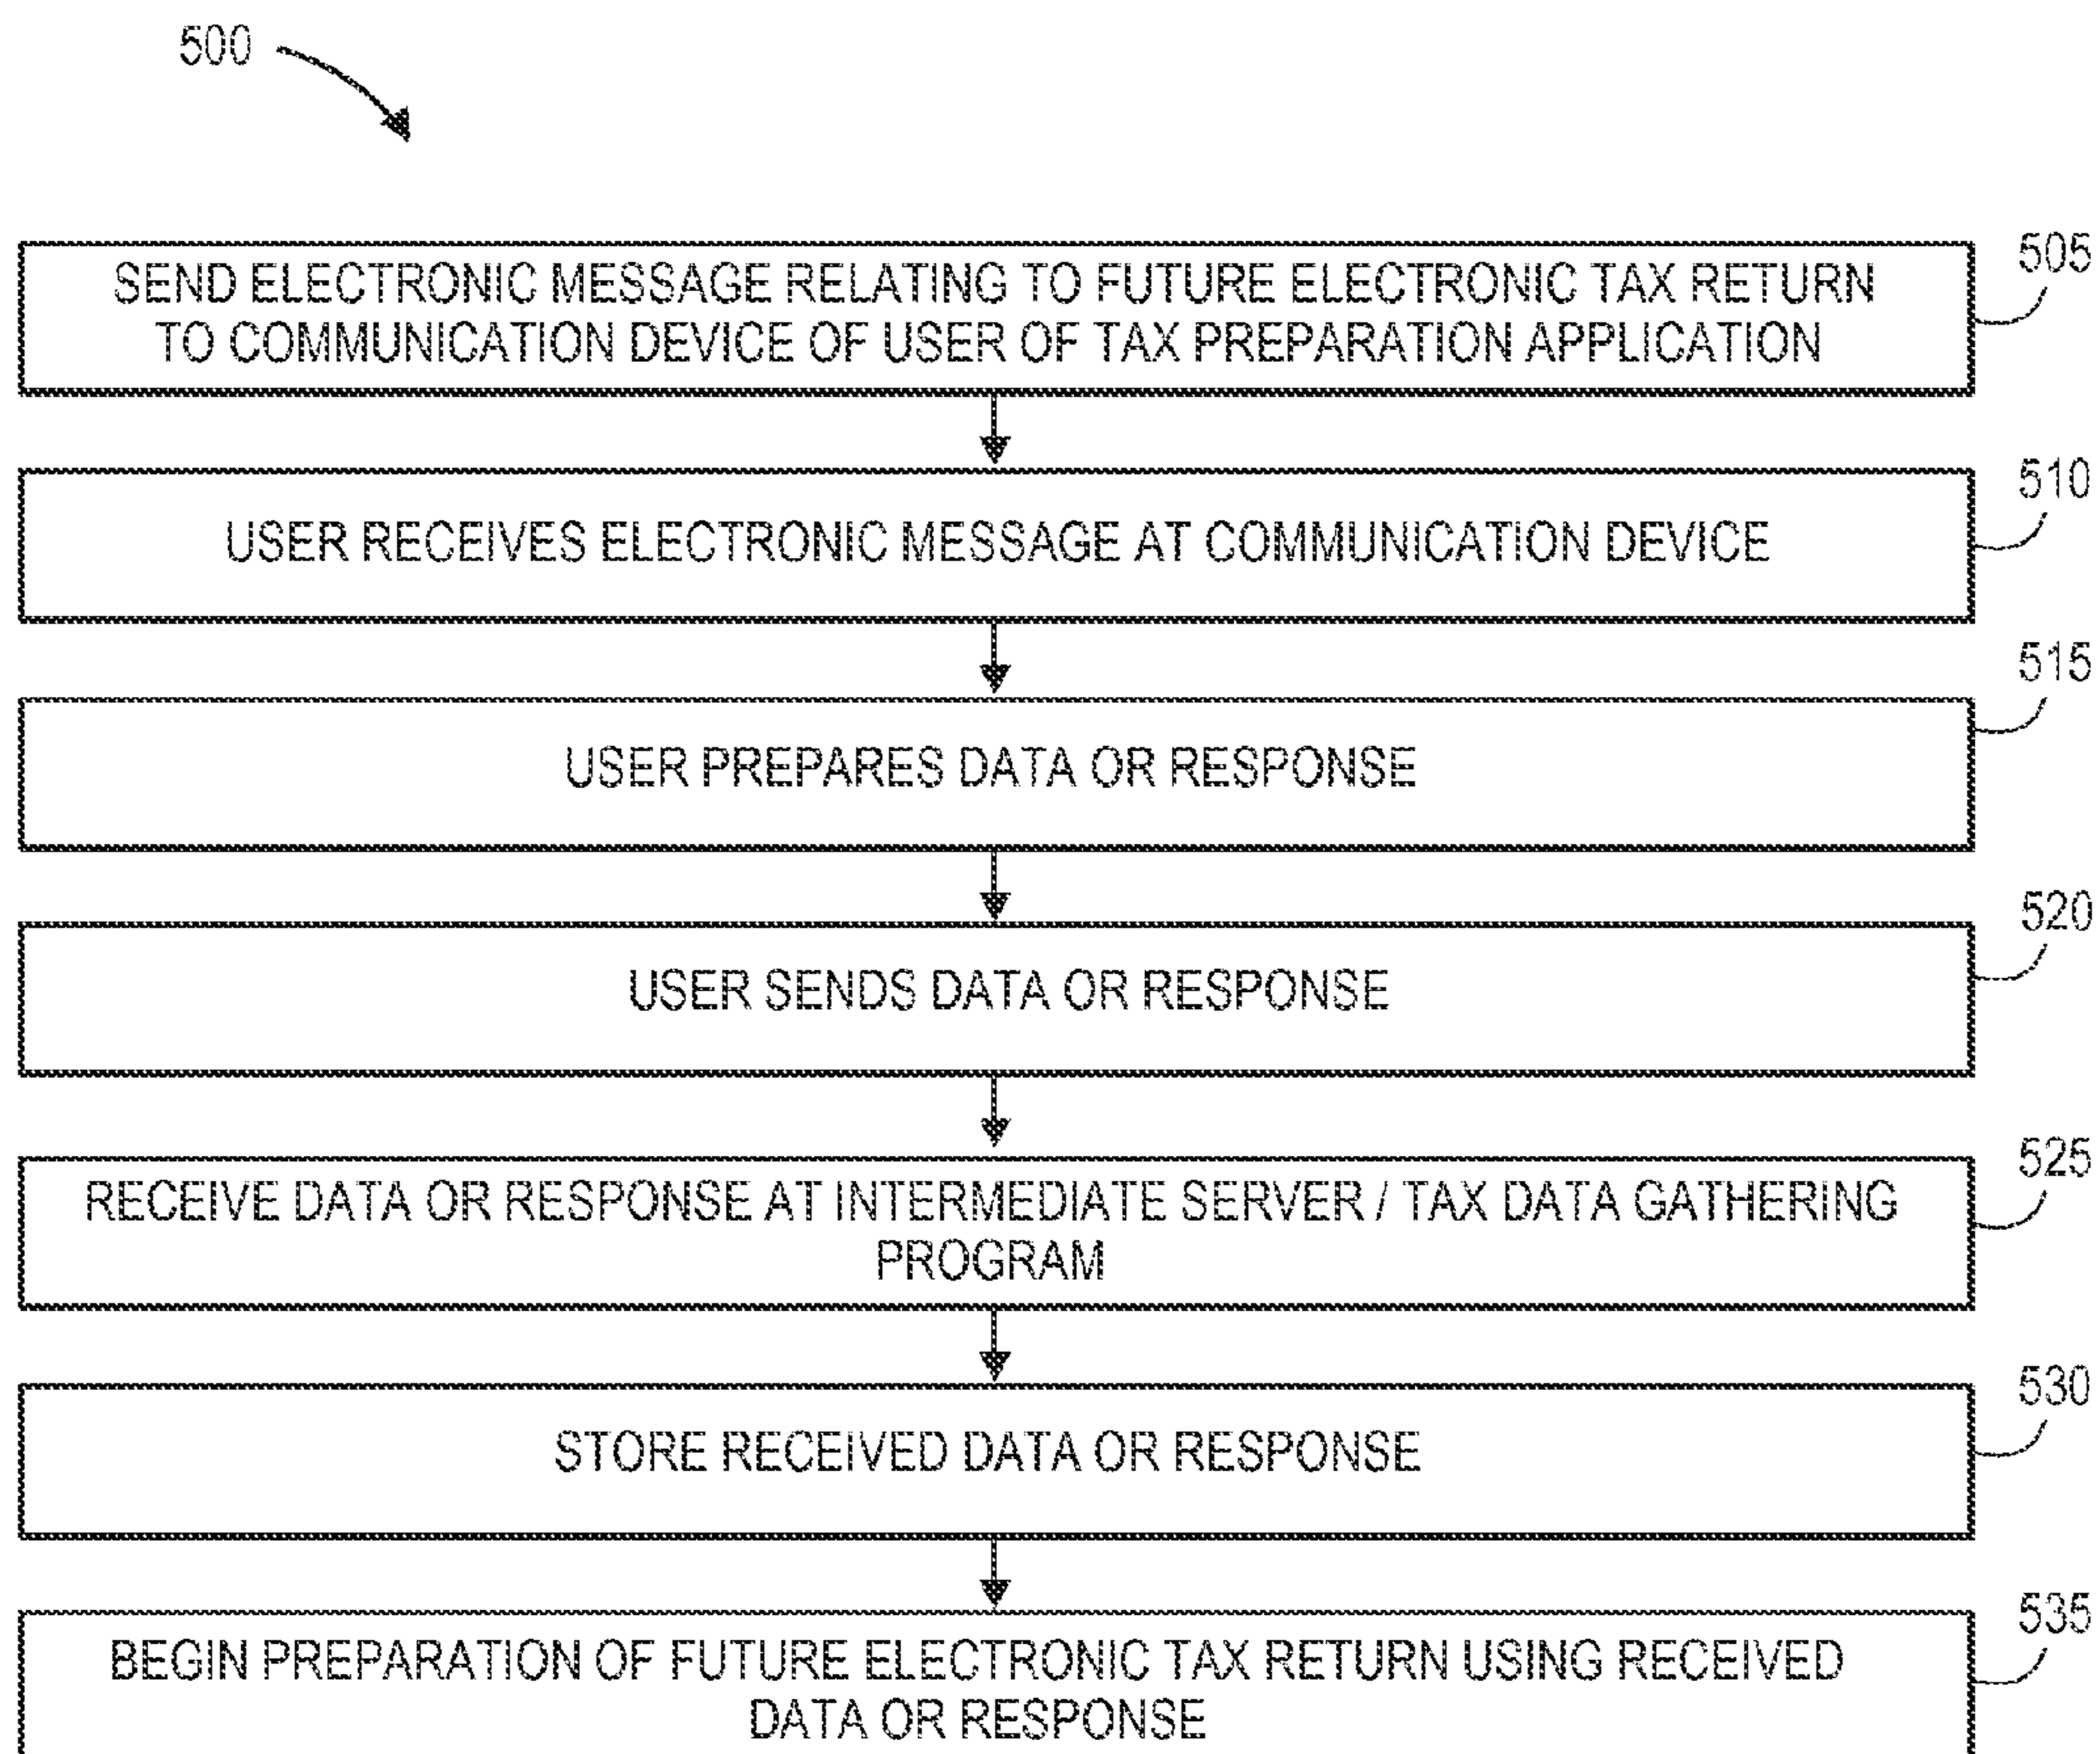 500
SEND ELECTRONIC MESSAGE RELATING TO FUTURE ELECTRONIC TAX RETURN
TO COMMUNICATION DEVICE OF USER OF TAX PREPARATION APPLICATION
505
USER RECEIVES ELECTRONIC MESSAGE AT COMMUNICATION DEVICE
510
USER PREPARES DATA OR RESPONSE
515
USER SENDS DATA OR RESPONSE
520
RECEIVE DATA OR RESPONSE AT INTERMEDIATE SERVER / TAX DATA GATHERING
PROGRAM
525
STORE RECEIVED DATA OR RESPONSE
530
BEGIN PREPARATION OF FUTURE ELECTRONIC TAX RETURN USING RECEIVED
DATA OR RESPONSE
535